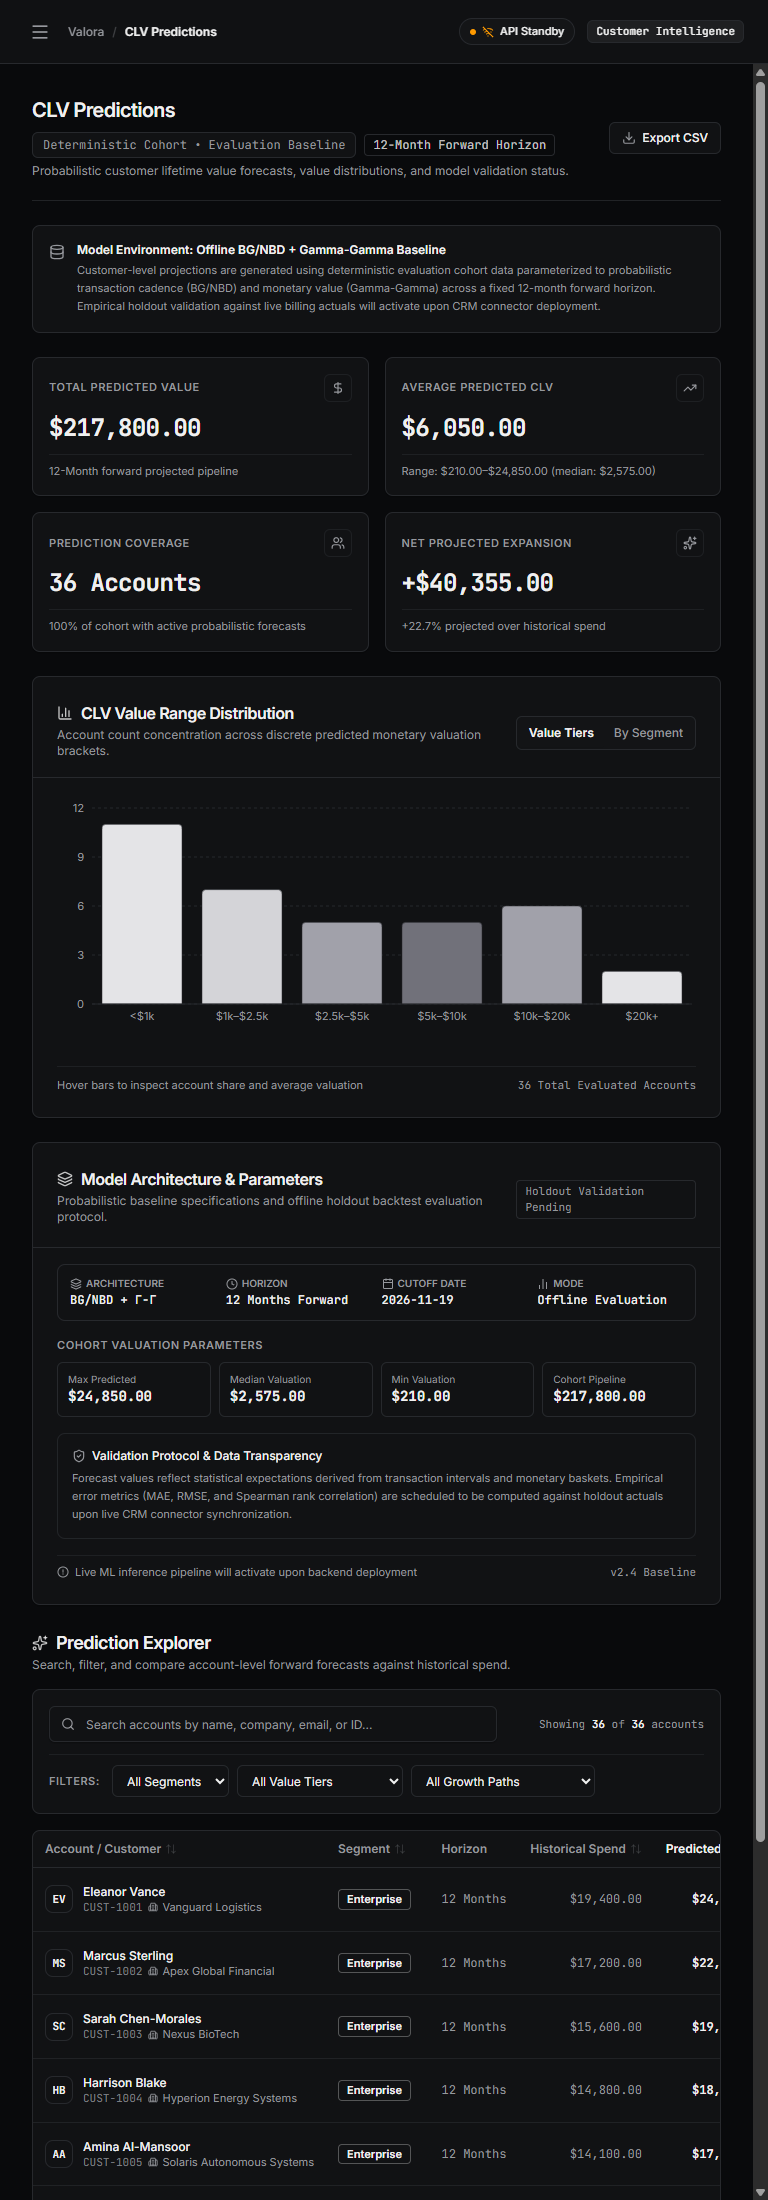 Valora / CLV Predictions
API Standby
Customer Intelligence
CLV Predictions
Deterministic Cohort • Evaluation Baseline
12-Month Forward Horizon
Export CSV
Probabilistic customer lifetime value forecasts, value distributions, and model validation status.
Model Environment: Offline BG/NBD + Gamma-Gamma Baseline
Customer-level projections are generated using deterministic evaluation cohort data parameterized to probabilistic
transaction cadence (BG/NBD) and monetary value (Gamma-Gamma) across a fixed 12-month forward horizon.
Empirical holdout validation against live billing actuals will activate upon CRM connector deployment.
TOTAL PREDICTED VALUE
$217,800.00
12-Month forward projected pipeline
AVERAGE PREDICTED CLV
$6,050.00
Range: $210.00–$24,850.00 (median: $2,575.00)
PREDICTION COVERAGE
36 Accounts
100% of cohort with active probabilistic forecasts
NET PROJECTED EXPANSION
+$40,355.00
+22.7% projected over historical spend
CLV Value Range Distribution
Account count concentration across discrete predicted monetary valuation
brackets.
Value Tiers
By Segment
12
9
6
3
0
<$1k
$1k–$2.5k
$2.5k–$5k
$5k–$10k
$10k–$20k
$20k+
Hover bars to inspect account share and average valuation
36 Total Evaluated Accounts
Model Architecture & Parameters
Probabilistic baseline specifications and offline holdout backtest evaluation
protocol.
Holdout Validation
Pending
ARCHITECTURE
BG/NBD + Γ-Γ
HORIZON
12 Months Forward
CUTOFF DATE
2026-11-19
MODE
Offline Evaluation
COHORT VALUATION PARAMETERS
Max Predicted
$24,850.00
Median Valuation
$2,575.00
Min Valuation
$210.00
Cohort Pipeline
$217,800.00
Validation Protocol & Data Transparency
Forecast values reflect statistical expectations derived from transaction intervals and monetary baskets. Empirical
error metrics (MAE, RMSE, and Spearman rank correlation) are scheduled to be computed against holdout actuals
upon live CRM connector synchronization.
Live ML inference pipeline will activate upon backend deployment
v2.4 Baseline
Prediction Explorer
Search, filter, and compare account-level forward forecasts against historical spend.
Search accounts by name, company, email, or ID...
Showing 36 of 36 accounts
FILTERS:
All Segments
All Value Tiers
All Growth Paths
Account / Customer
Segment
Horizon
Historical Spend
Predicted
EV
Eleanor Vance
CUST-1001 Vanguard Logistics
Enterprise
12 Months
$19,400.00
$24,
MS
Marcus Sterling
CUST-1002 Apex Global Financial
Enterprise
12 Months
$17,200.00
$22,
SC
Sarah Chen-Morales
CUST-1003 Nexus BioTech
Enterprise
12 Months
$15,600.00
$19,
HB
Harrison Blake
CUST-1004 Hyperion Energy Systems
Enterprise
12 Months
$14,800.00
$18,
AA
Amina Al-Mansoor
CUST-1005 Solaris Autonomous Systems
Enterprise
12 Months
$14,100.00
$17,